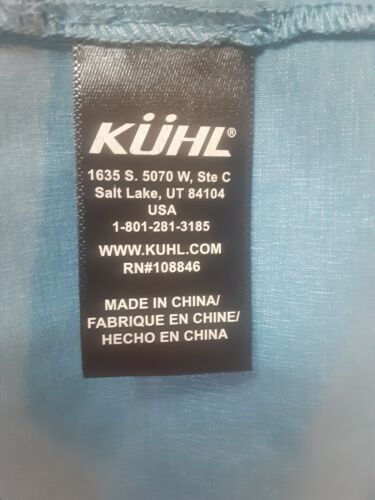 KÜHL®
1635 S. 5070 W, Ste C
Salt Lake, UT 84104
USA
1-801-281-3185
WWW.KUHL.COM
RN#108846
MADE IN CHINA/
FABRIQUE EN CHINE/
HECHO EN CHINA